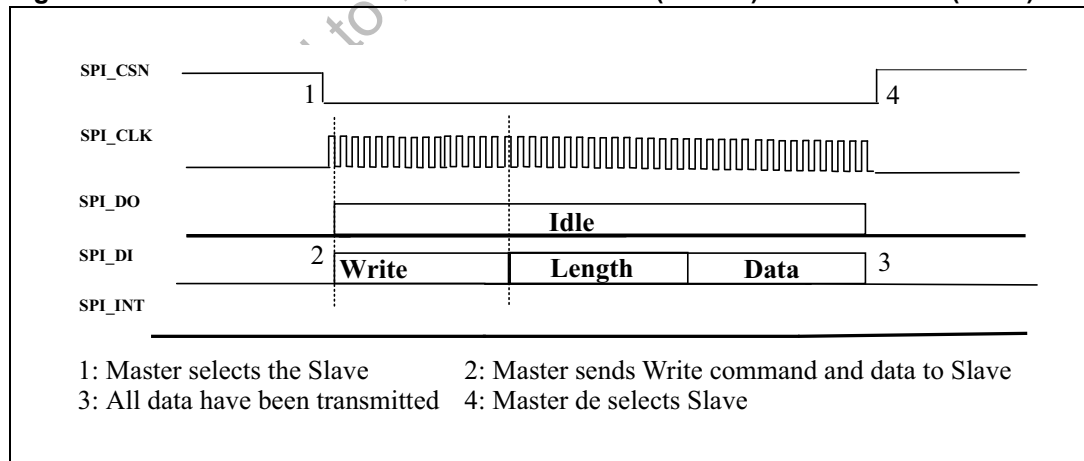 SPI_CSN
1
4
SPI_CLK
SPI_DO
Idle
SPI_DI
2
Write
Length
Data
3
SPI_INT
1: Master selects the Slave 2: Master sends Write command and data to Slave
3: All data have been transmitted 4: Master de selects Slave